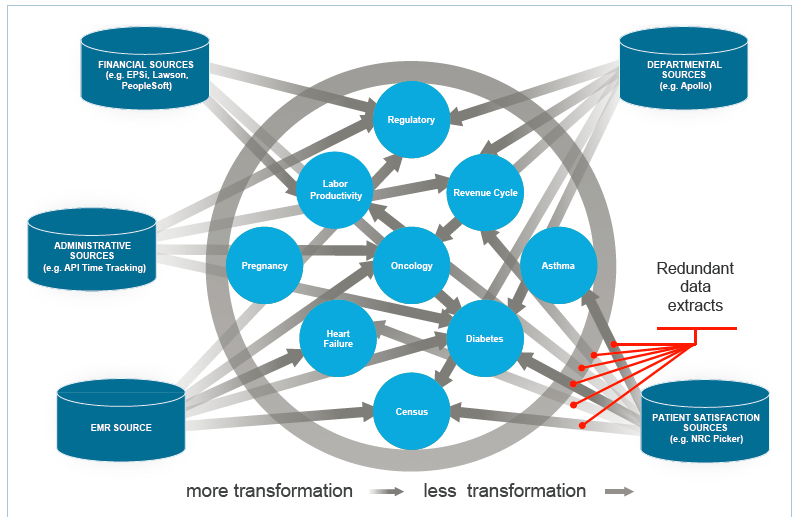 FINANCIAL SOURCES
(e.g. EPSi, Lawson,
PeopleSoft)
DEPARTMENTAL
SOURCES
(e.g. Apollo)
Regulatory
Labor
Productivity
Revenue Cycle
ADMINISTRATIVE
SOURCES
(e.g. API Time Tracking)
Pregnancy
Oncology
Asthma
Redundant
data
extracts
Heart
Failure
Diabetes
EMR SOURCE
Census
PATIENT SATISFACTION
SOURCES
(e.g. NRC Picker)
more transformation
less transformation